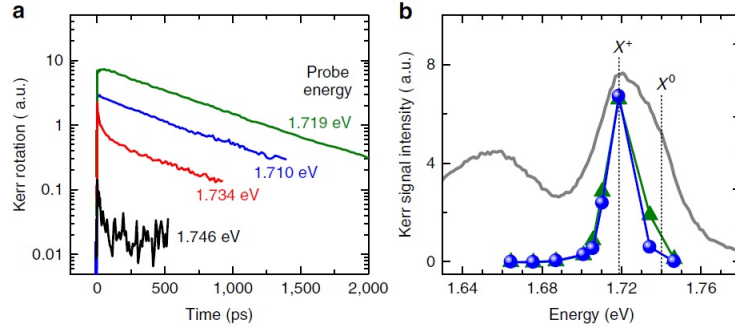 a
Kerr rotation ( a.u.)
10
1
0.1
0.01
Probe
energy
1.719 eV
1.710 eV
1.734 eV
1.746 eV
0
500
1,000
1,500
2,000
Time (ps)
b
Kerr signal intensity ( a.u.)
8
4
0
X+
X0
1.64
1.68
1.72
1.76
Energy (eV)